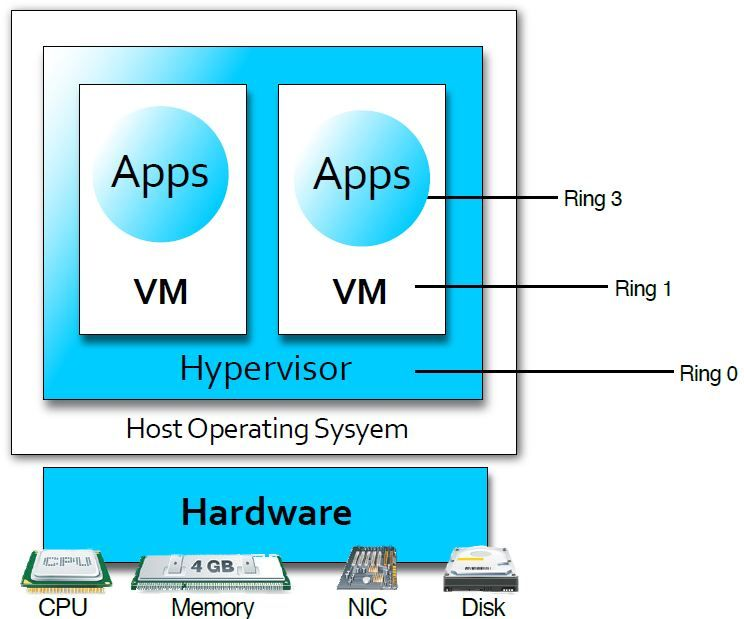 Apps
Apps
Ring 3
VM
VM
Ring 1
Hypervisor
Ring 0
Host Operating Sysyem
Hardware
CPU
4 GB
CPU
Memory
NIC
Disk